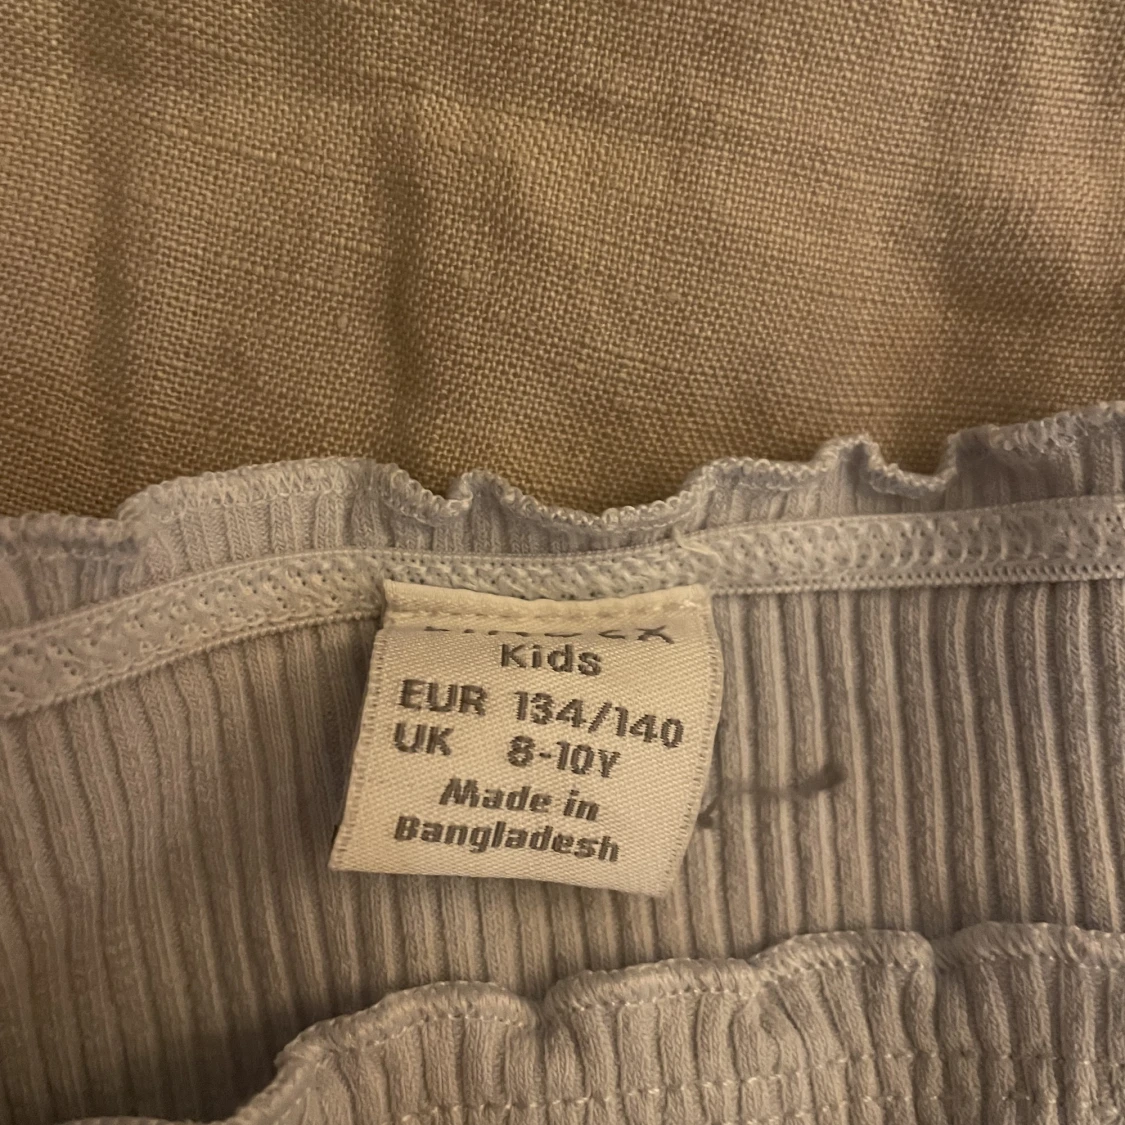 Kids
EUR 134/140
UK 8-10Y
Made in
Bangladesh